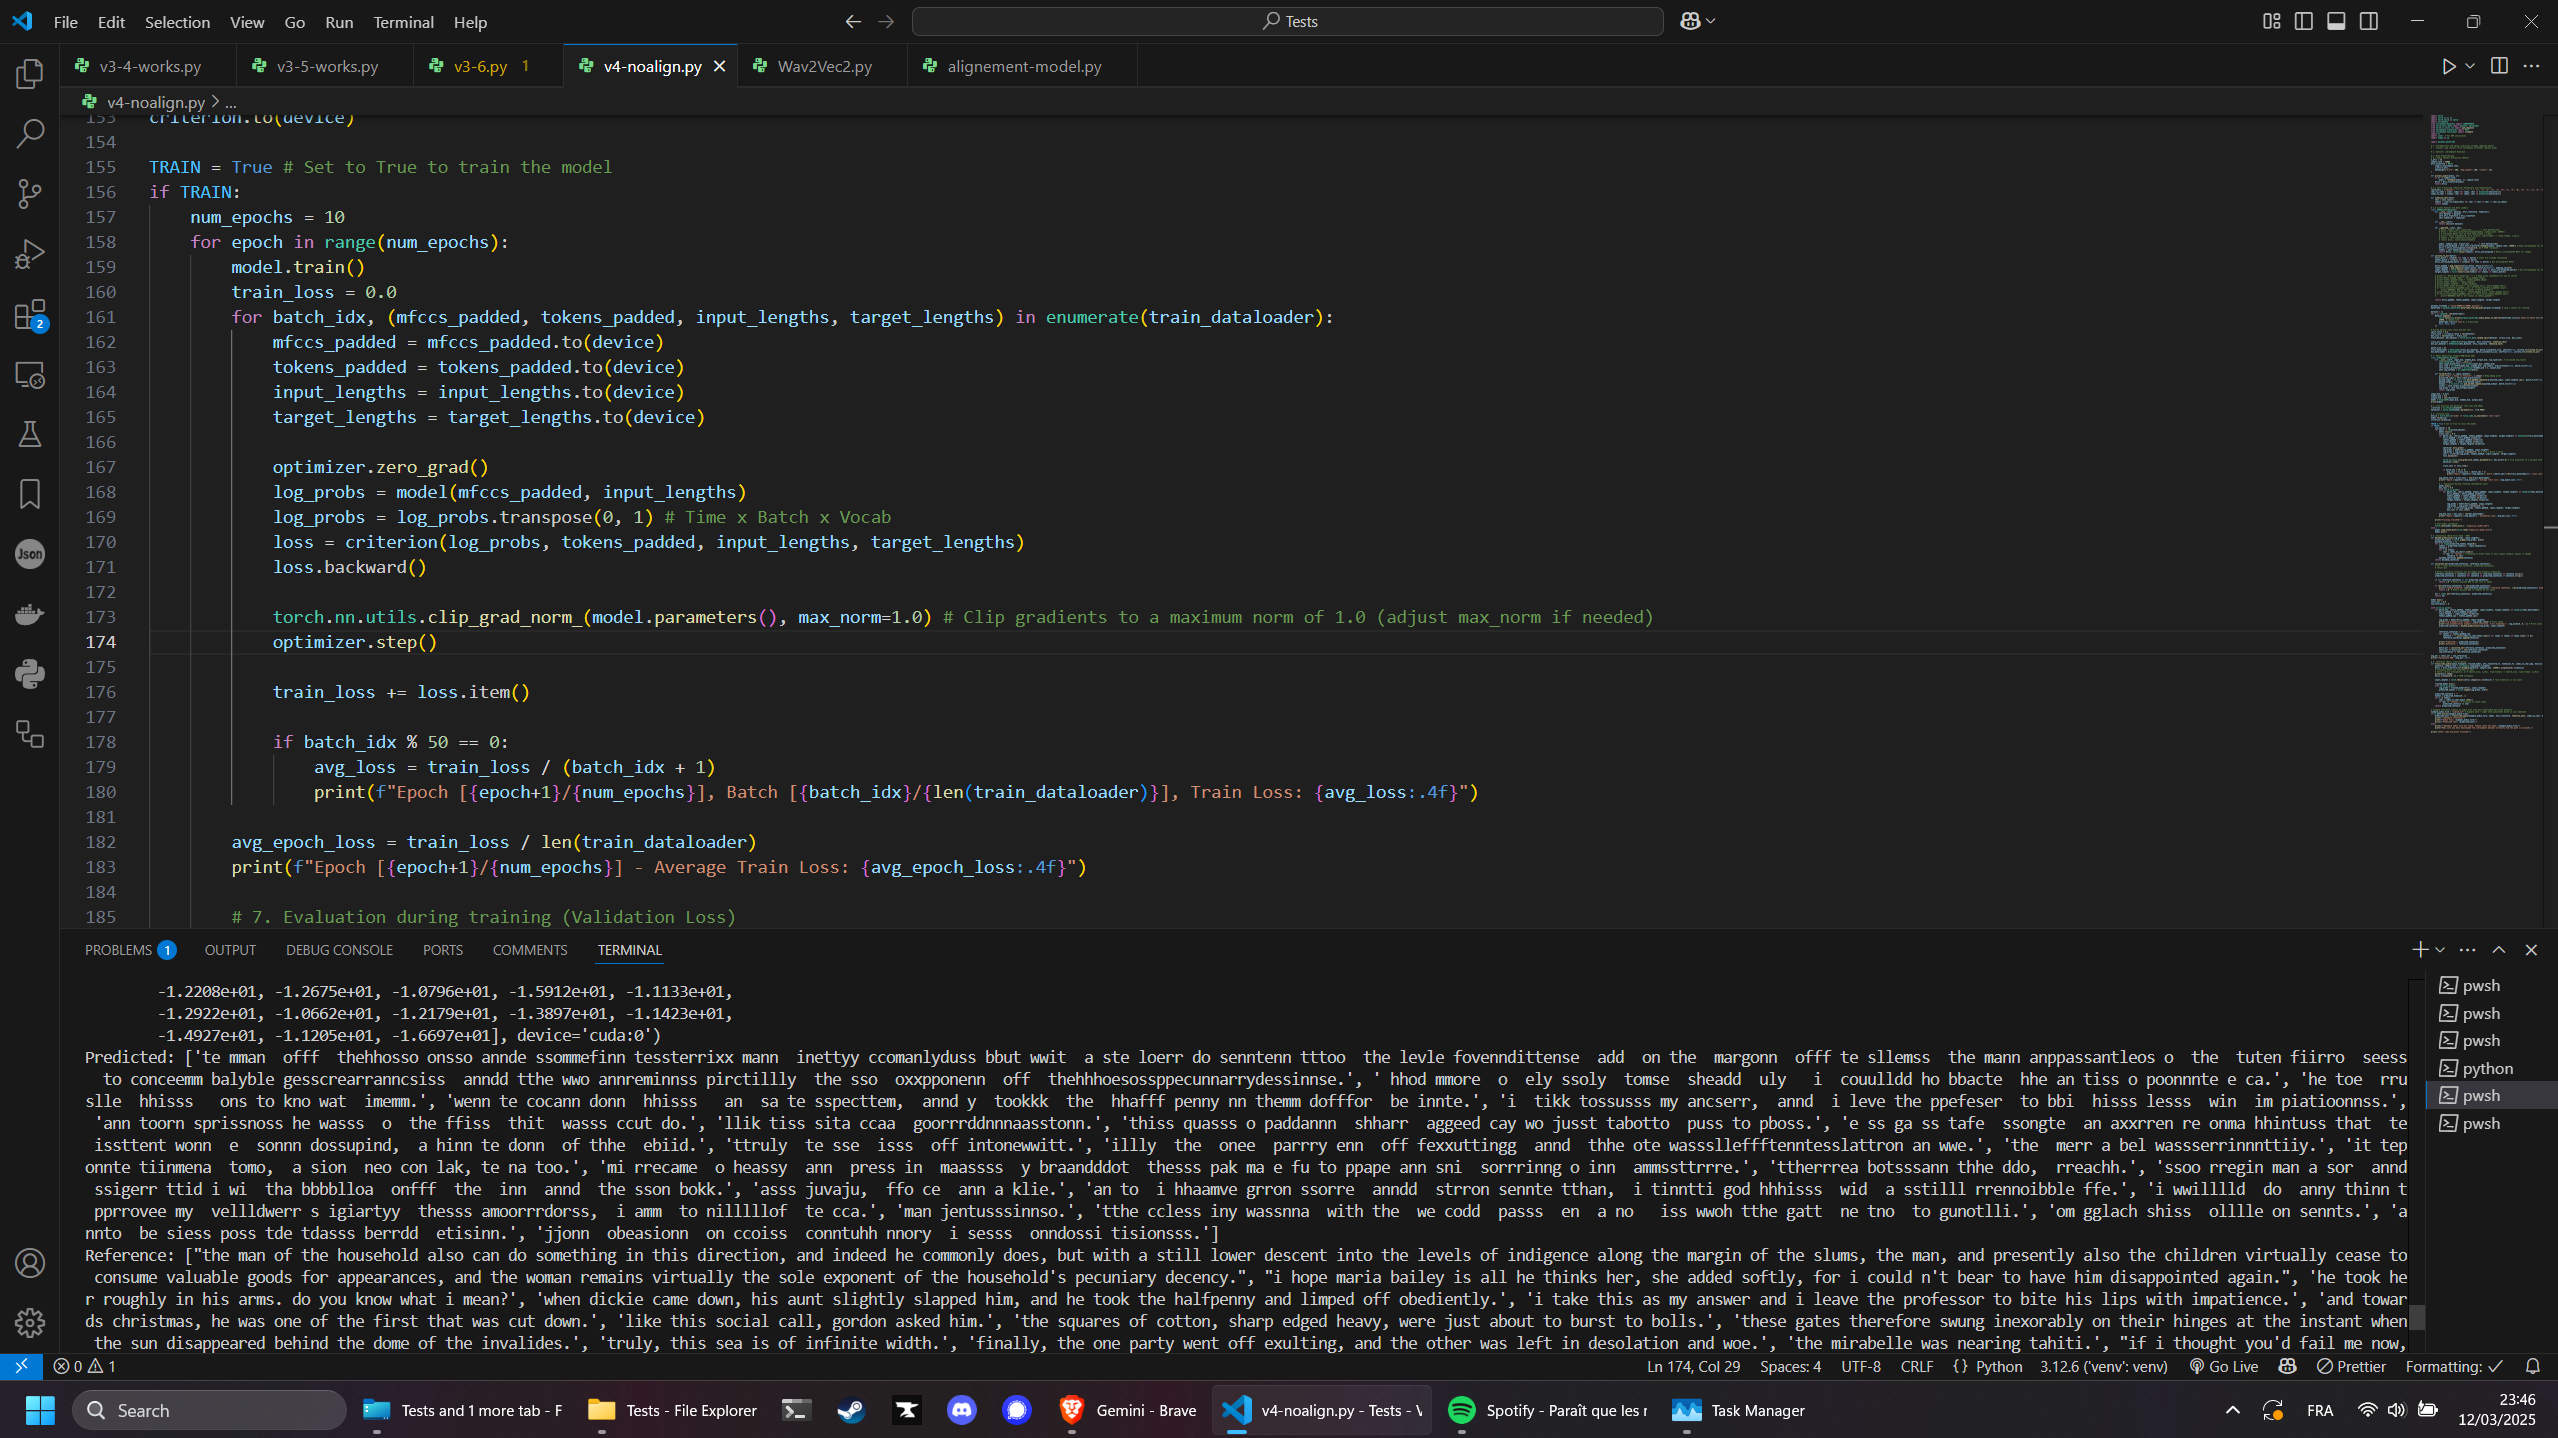 File Edit Selection View Go Run Terminal Help
Tests
v3-4-works.py v3-5-works.py v3-6.py 1 v4-noalign.py Wav2Vec2.py alignement-model.py
v4-noalign.py > ...
153 criterion.to(device)
154
155 TRAIN = True # Set to True to train the model
156 if TRAIN:
157     num_epochs = 10
158     for epoch in range(num_epochs):
159         model.train()
160         train_loss = 0.0
161         for batch_idx, (mfccs_padded, tokens_padded, input_lengths, target_lengths) in enumerate(train_dataloader):
162             mfccs_padded = mfccs_padded.to(device)
163             tokens_padded = tokens_padded.to(device)
164             input_lengths = input_lengths.to(device)
165             target_lengths = target_lengths.to(device)
166
167             optimizer.zero_grad()
168             log_probs = model(mfccs_padded, input_lengths)
169             log_probs = log_probs.transpose(0, 1) # Time x Batch x Vocab
170             loss = criterion(log_probs, tokens_padded, input_lengths, target_lengths)
171             loss.backward()
172
173             torch.nn.utils.clip_grad_norm_(model.parameters(), max_norm=1.0) # Clip gradients to a maximum norm of 1.0 (adjust max_norm if needed)
174             optimizer.step()
175
176             train_loss += loss.item()
177
178             if batch_idx % 50 == 0:
179                 avg_loss = train_loss / (batch_idx + 1)
180                 print(f"Epoch [{epoch+1}/{num_epochs}], Batch [{batch_idx}/{len(train_dataloader)}], Train Loss: {avg_loss:.4f}")
181
182         avg_epoch_loss = train_loss / len(train_dataloader)
183         print(f"Epoch [{epoch+1}/{num_epochs}] - Average Train Loss: {avg_epoch_loss:.4f}")
184
185         # 7. Evaluation during training (Validation Loss)
PROBLEMS 1 OUTPUT DEBUG CONSOLE PORTS COMMENTS TERMINAL
-1.2208e+01, -1.2675e+01, -1.0796e+01, -1.5912e+01, -1.1133e+01,
-1.2922e+01, -1.0662e+01, -1.2179e+01, -1.3897e+01, -1.1423e+01,
-1.4927e+01, -1.1205e+01, -1.6697e+01], device='cuda:0')
Predicted: ['te mman  offf  thehhosso onsso annde ssommefinn tessterrixx mann  inettyy ccomanlyduss bbut wwit  a ste loerr do senntenn tttoo  the levle fovenndittense  add  on the  margonn  offf te sllemss  the mann anppassantleos o  the  tuten fiirro  seess
to conceemm balyble gesscrearranncsiss  anndd tthe wwo annreminnss pirctillly  the sso  oxxpponenn  off  thehhhoesossppecunnarrydessinnse.', ' hhod mmore  o  ely ssoly  tomse  sheadd  uly   i  couulldd ho bbacte  hhe an tiss o poonnnte e ca.', 'he toe  rru
slle  hhisss   ons to kno wat  imemm.', 'wenn te cocann donn  hhisss   an  sa te sspecttem,  annd y  tookkk  the  hhafff penny nn themm dofffor  be innte.', 'i  tikk tossusss my ancserr,  annd  i leve the ppefeser  to bbi  hisss lesss  win  im piatioonnss.',
'ann toorn sprissnoss he wasss  o  the ffiss  thit  wasss ccut do.', 'llik tiss sita ccaa  goorrrddnnnaasstonn.', 'thiss quasss o paddannn  shharr  aggeed cay wo jusst tabotto  puss to pboss.', 'e ss ga ss tafe  ssongte  an axxrren re onma hhintuss that  te
issttent wonn  e  sonnn dossupind,  a hinn te donn  of thhe  ebiid.', 'ttruly  te sse  isss  off intonewwitt.', 'illly  the  onee  parrry enn  off fexxuttingg  annd  thhe ote wasssllefffftenntesslattron an wwe.', 'the  merr a bel wassserrinnnttiiy.', 'it tep
onnte tiinmena  tomo,  a sion  neo con lak, te na too.', 'mi rrecame  o heassy  ann  press in  maassss  y braandddot  thesss pak ma e fu to ppape ann sni  sorrrinng o inn  ammssttrrre.', 'ttherrrea botsssann thhe ddo,  rreachh.', 'ssoo rregin man a sor  annd
ssigerr ttid i wi  tha bbbblloa  onfff  the  inn  annd  the sson bokk.', 'asss juvaju,  ffo ce  ann a klie.', 'an to  i hhaamve grron ssorre  anndd  strron sennte tthan,  i tinntti god hhhisss  wid  a sstilll rrennoibble ffe.', 'i wwilllld  do  anny thinn t
pprrovee my  vellldwerr s igiartyy  thesss amoorrrdorss,  i amm  to nillllllof  te cca.', 'man jentusssinnso.', 'tthe ccless iny wassnna  with the  we codd  passs  en  a no   iss wwoh tthe gatt  ne tno  to gunotlli.', 'om gglach shiss  olllle on sennts.', 'a
nnto  be siess poss tde tdasss berrdd  etisinn.', 'jjonn  obeasionn  on ccoiss  conntuhh nnory  i sesss  onndossi tisionsss.']
Reference: ["the man of the household also can do something in this direction, and indeed he commonly does, but with a still lower descent into the levels of indigence along the margin of the slums, the man, and presently also the children virtually cease to
consume valuable goods for appearances, and the woman remains virtually the sole exponent of the household's pecuniary decency.", "i hope maria bailey is all he thinks her, she added softly, for i could n't bear to have him disappointed again.", 'he took he
r roughly in his arms. do you know what i mean?', 'when dickie came down, his aunt slightly slapped him, and he took the halfpenny and limped off obediently.', 'i take this as my answer and i leave the professor to bite his lips with impatience.', 'and towar
ds christmas, he was one of the first that was cut down.', 'like this social call, gordon asked him.', 'the squares of cotton, sharp edged heavy, were just about to burst to bolls.', 'these gates therefore swung inexorably on their hinges at the instant when
the sun disappeared behind the dome of the invalides.', 'truly, this sea is of infinite width.', 'finally, the one party went off exulting, and the other was left in desolation and woe.', 'the mirabelle was nearing tahiti.', "if i thought you'd fail me now,
pwsh
pwsh
pwsh
python
pwsh
pwsh
2
Json
0 1 Ln 174, Col 29 Spaces: 4 UTF-8 CRLF {} Python 3.12.6 ('venv': venv) Go Live Prettier Formatting: ✓
Search Tests and 1 more tab - F Tests - File Explorer Gemini - Brave v4-noalign.py - Tests - V Spotify - Paraît que les r Task Manager FRA 23:46
12/03/2025